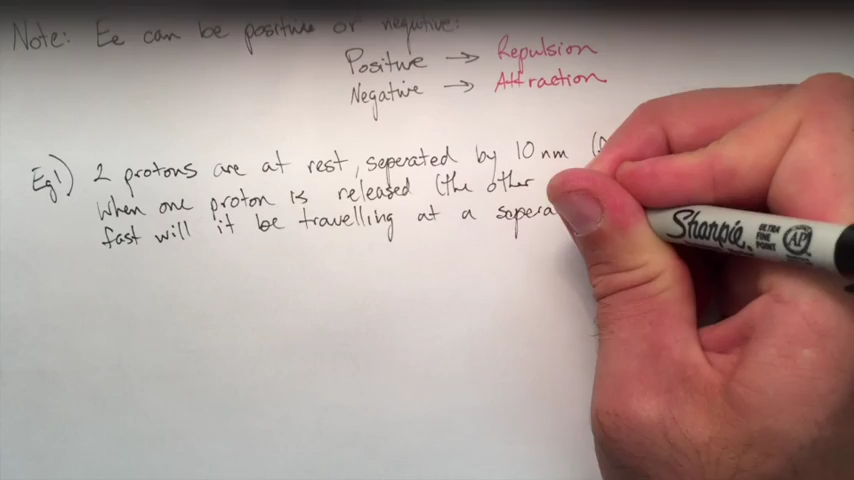 Note: Ee can be positive or negative:
Positive → Repulsion
Negative → Attraction
Eg1) 2 protons are at rest, seperated by 10 nm (
When one proton is released (the other
fast will it be travelling at a sepera
Sharpie. ULTRA FINE POINT AP